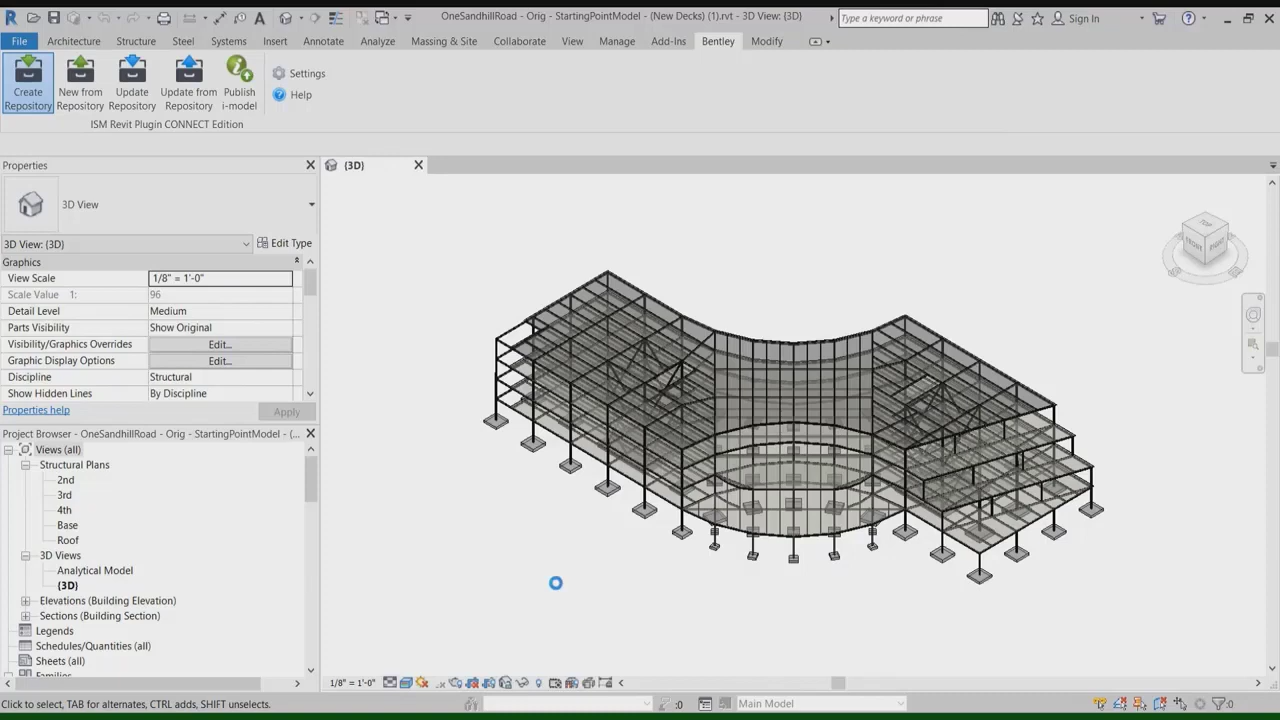 OneSandhillRoad - Orig - StartingPointModel - (New Decks) (1).rvt - 3D View: {3D}
Type a keyword or phrase
Sign In
File Architecture Structure Steel Systems Insert Annotate Analyze Massing & Site Collaborate View Manage Add-Ins Bentley Modify
Create Repository
New from Repository
Update Repository
Update from Repository
Publish i-model
Settings
Help
ISM Revit Plugin CONNECT Edition
Properties
{3D}
3D View
3D View: {3D}
Edit Type
Graphics
View Scale 1/8" = 1'-0"
Scale Value 1: 96
Detail Level Medium
Parts Visibility Show Original
Visibility/Graphics Overrides Edit...
Graphic Display Options Edit...
Discipline Structural
Show Hidden Lines By Discipline
Properties help
Apply
TOP
FRONT
RIGHT
Project Browser - OneSandhillRoad - Orig - StartingPointModel - (...
Views (all)
Structural Plans
2nd
3rd
4th
Base
Roof
3D Views
Analytical Model
{3D}
Elevations (Building Elevation)
Sections (Building Section)
Legends
Schedules/Quantities (all)
Sheets (all)
1/8" = 1'-0"
Click to select, TAB for alternates, CTRL adds, SHIFT unselects.
:0
Main Model
:0